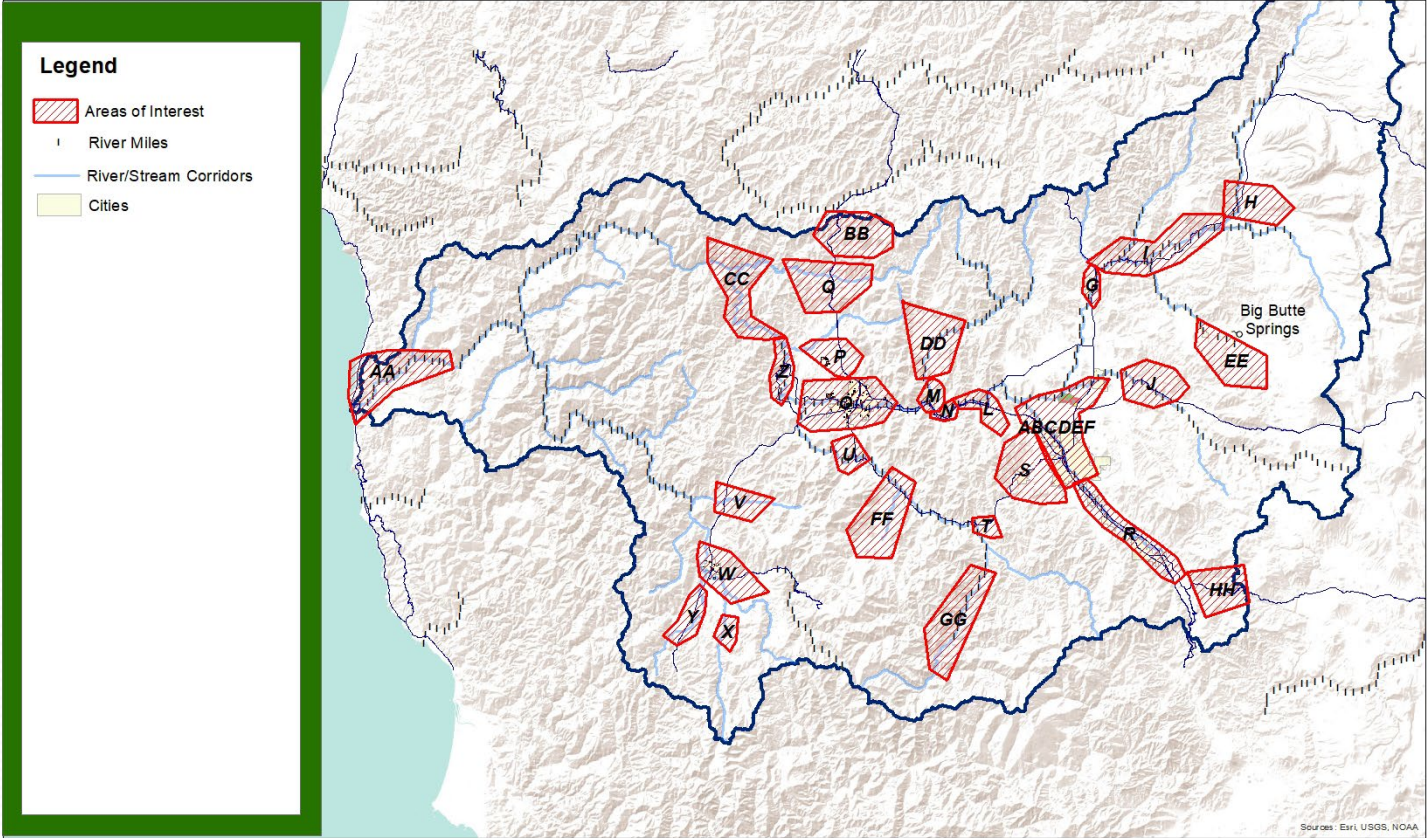 Legend
Areas of Interest
River Miles
River/Stream Corridors
Cities
H
BB
I
CC
G
Q
Big Butte
Springs
DD
P
EE
AA
Z
J
M
O
N
L
ABCDEF
U
S
V
FF
T
R
W
HH
Y
GG
X
Sources: Esri, USGS, NOAA